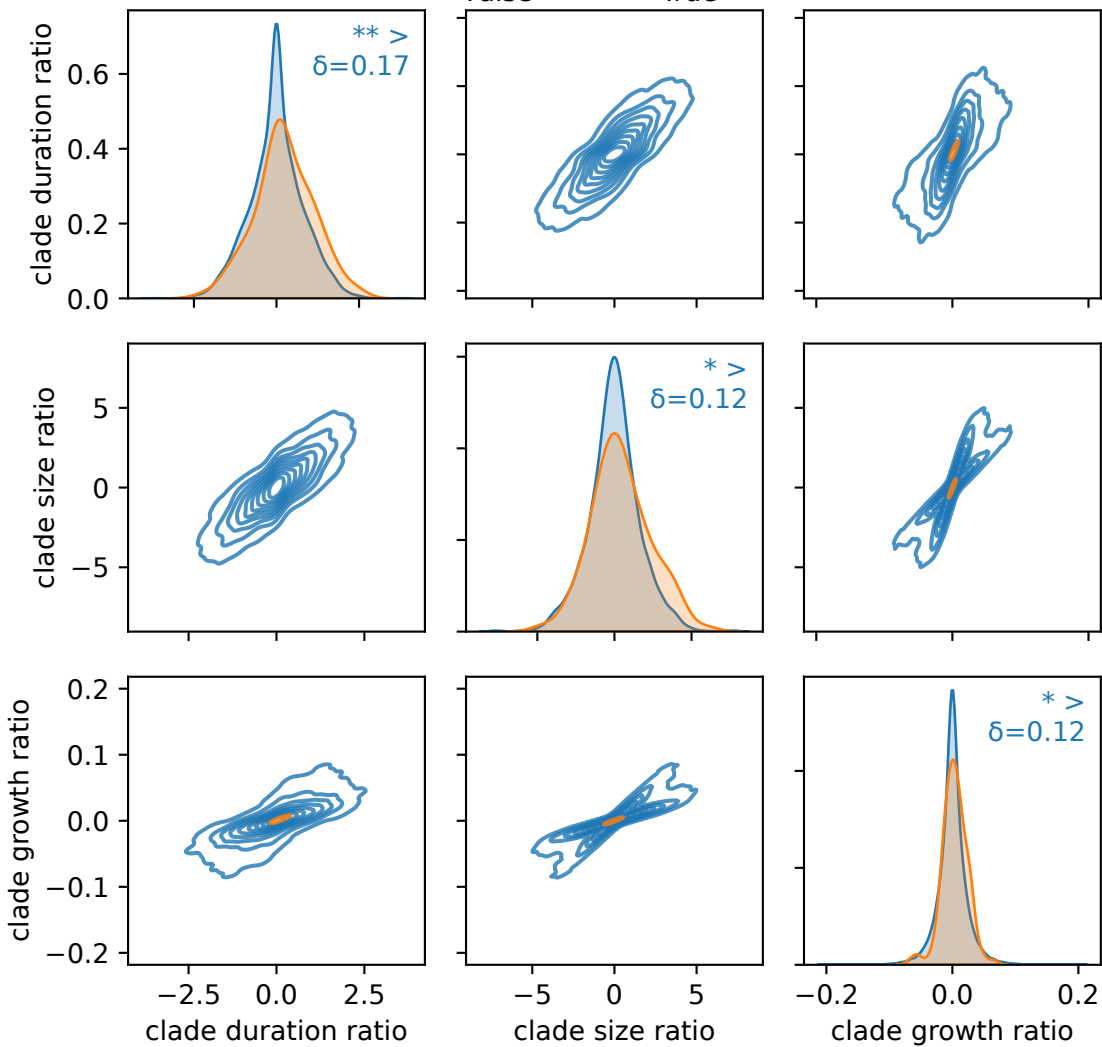 clade duration ratio
0.6
0.4
0.2
0.0
** >
δ=0.17
clade size ratio
5
0
−5
* >
δ=0.12
clade growth ratio
0.2
0.1
0.0
−0.1
−0.2
* >
δ=0.12
−2.5 0.0 2.5
−5 0 5
−0.2 0.0 0.2
clade duration ratio
clade size ratio
clade growth ratio